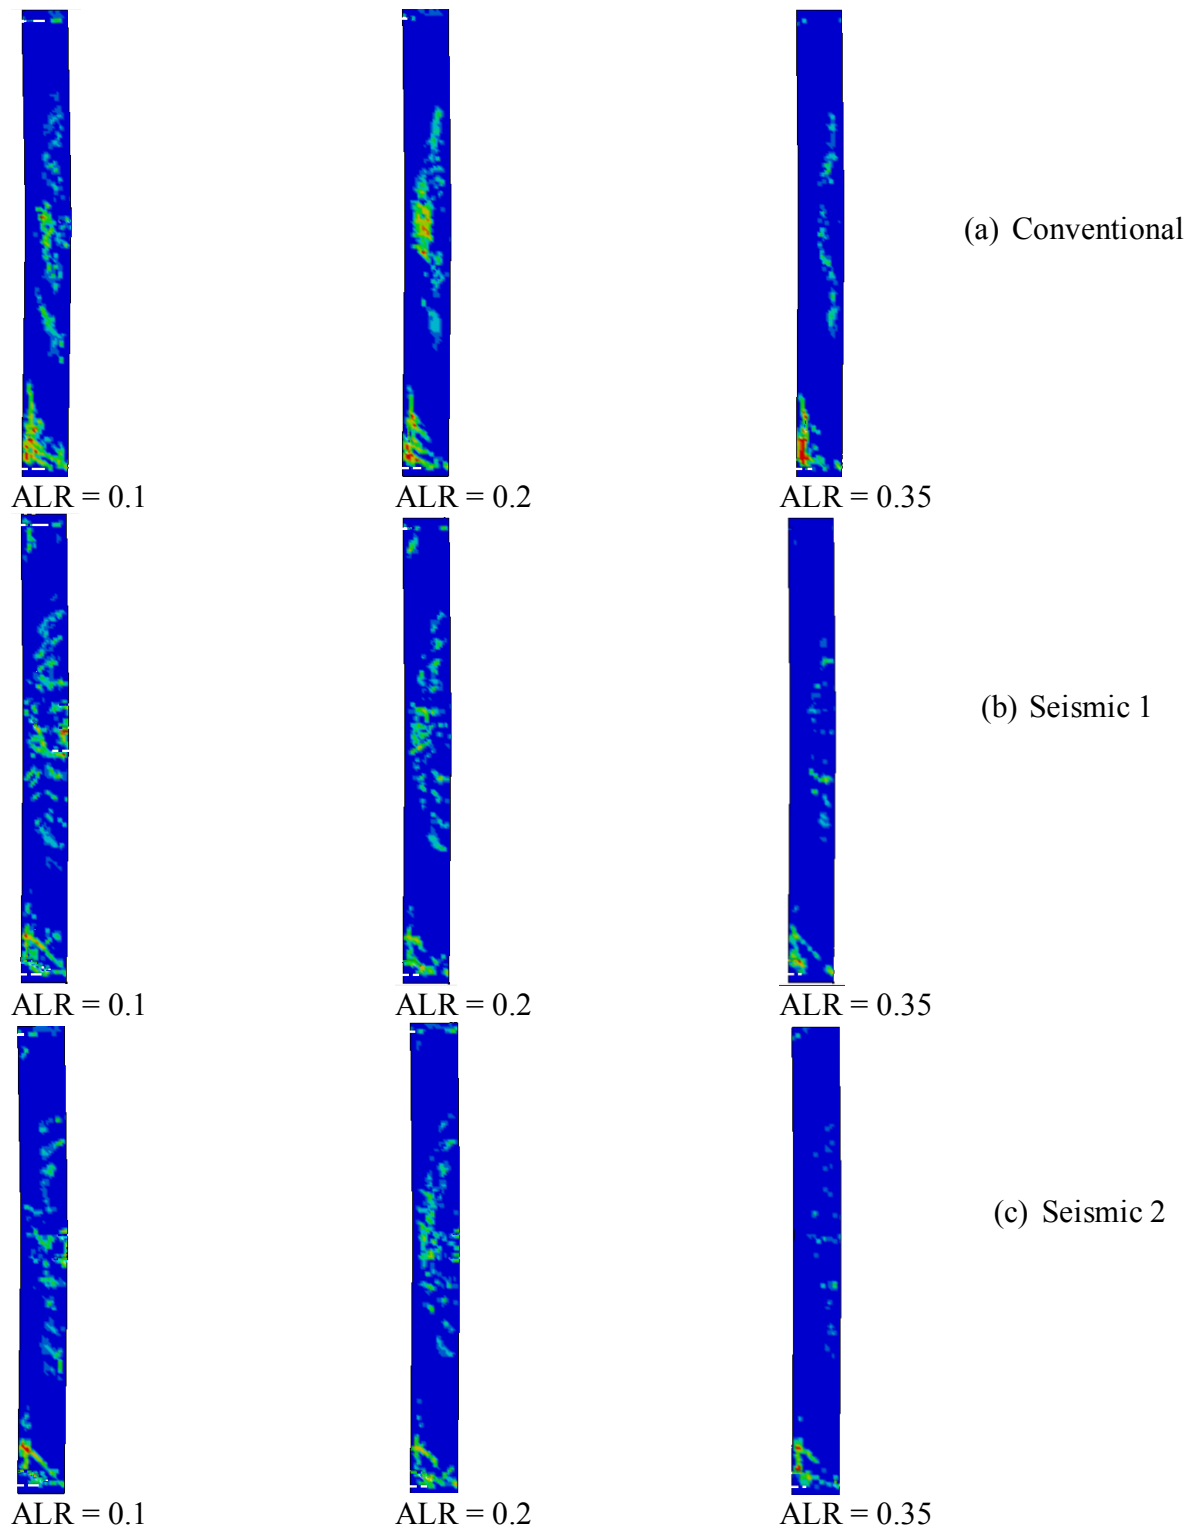 (a) Conventional
ALR = 0.1
ALR = 0.2
ALR = 0.35
(b) Seismic 1
ALR = 0.1
ALR = 0.2
ALR = 0.35
(c) Seismic 2
ALR = 0.1
ALR = 0.2
ALR = 0.35